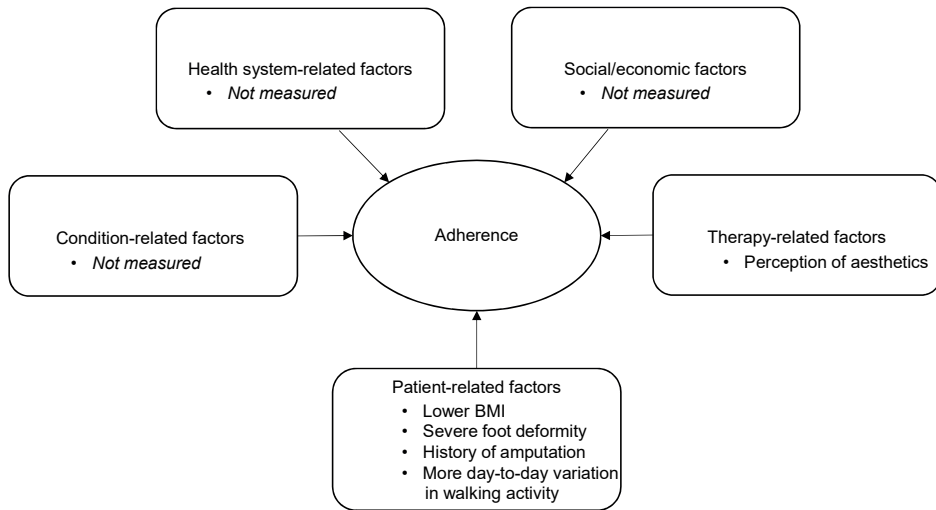 Health system-related factors
• Not measured
Social/economic factors
• Not measured
Condition-related factors
• Not measured
Adherence
Therapy-related factors
• Perception of aesthetics
Patient-related factors
• Lower BMI
• Severe foot deformity
• History of amputation
• More day-to-day variation
in walking activity